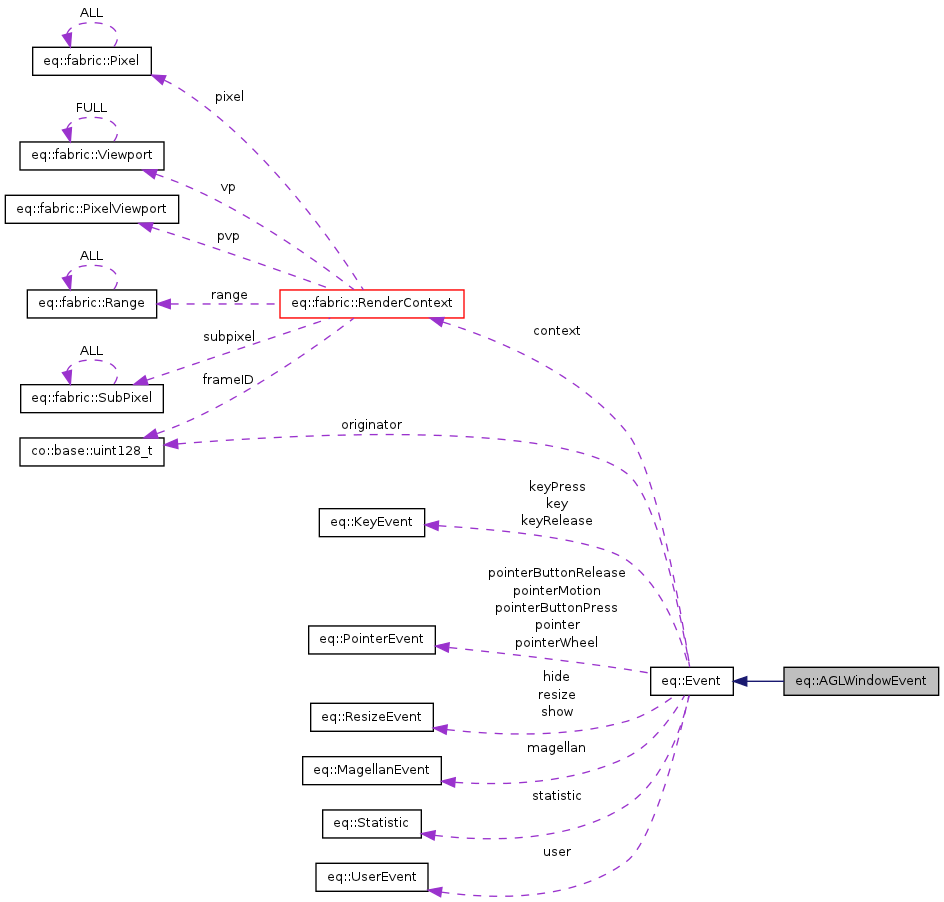 ALL
eq::fabric::Pixel
pixel
FULL
eq::fabric::Viewport
vp
eq::fabric::PixelViewport
pvp
ALL
eq::fabric::Range
range
eq::fabric::RenderContext
context
subpixel
ALL
eq::fabric::SubPixel
frameID
originator
co::base::uint128_t
keyPress
key
keyRelease
eq::KeyEvent
pointerButtonRelease
pointerMotion
pointerButtonPress
pointer
pointerWheel
eq::PointerEvent
hide
resize
show
eq::Event
eq::AGLWindowEvent
eq::ResizeEvent
magellan
eq::MagellanEvent
statistic
eq::Statistic
user
eq::UserEvent